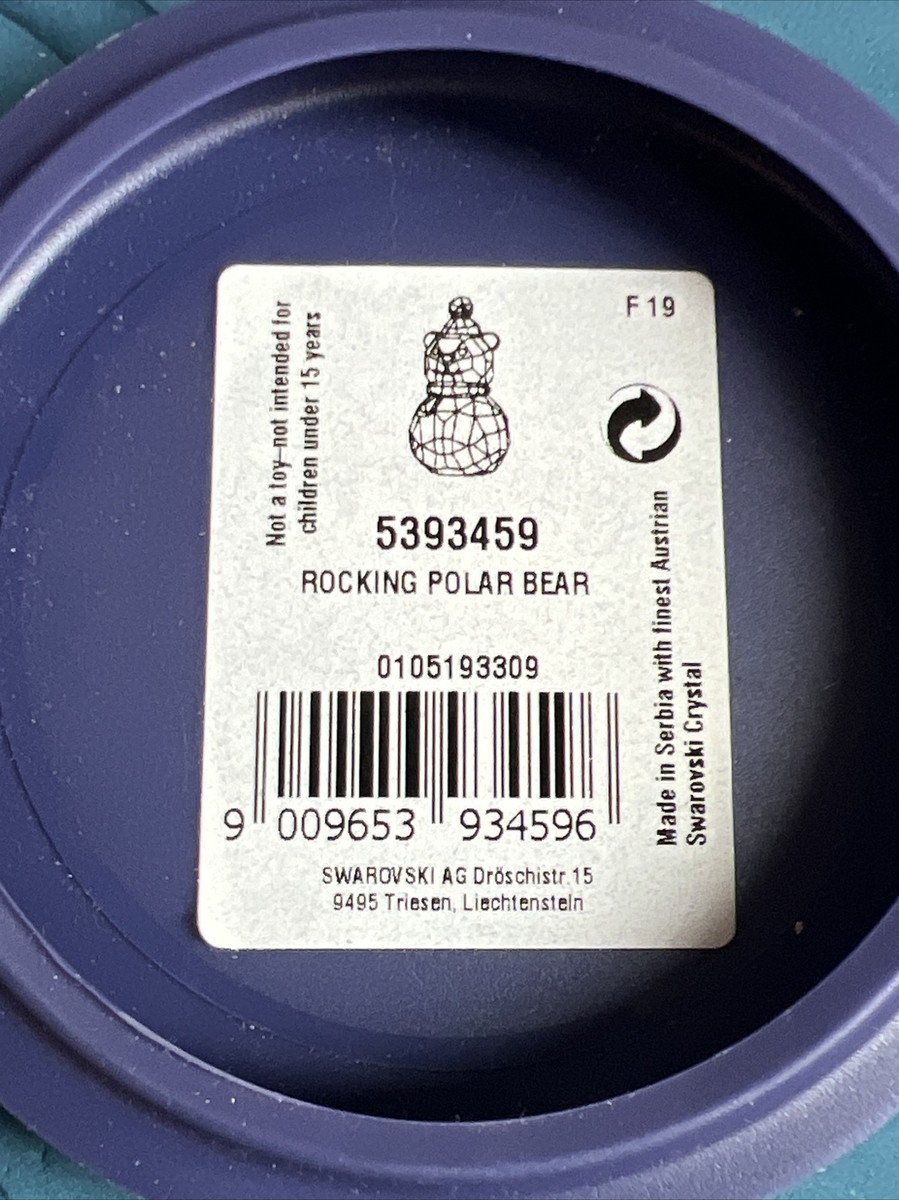 Not a toy–not intended for
children under 15 years
F 19
5393459
ROCKING POLAR BEAR
0105193309
9 009653 934596
Made in Serbia with finest Austrian
Swarovski Crystal
SWAROVSKI AG Dröschistr.15
9495 Triesen, Liechtenstein